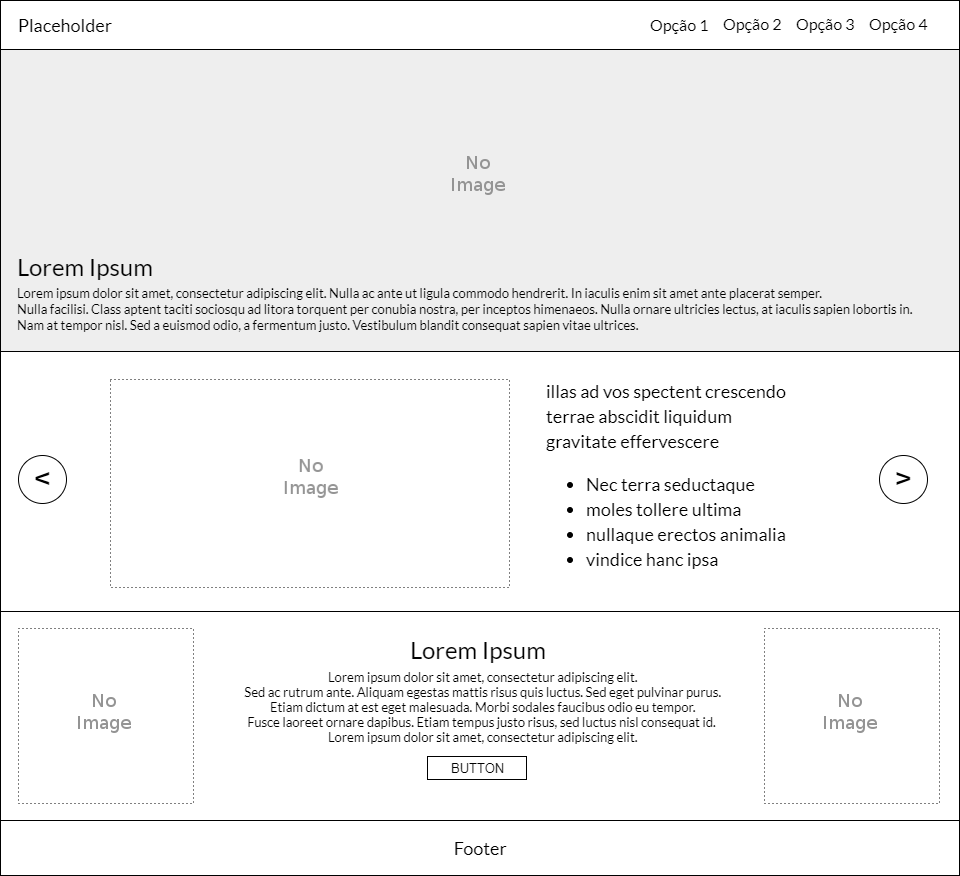 Placeholder
Opção 1 Opção 2 Opção 3 Opção 4
No
Image
Lorem Ipsum
Lorem ipsum dolor sit amet, consectetur adipiscing elit. Nulla ac ante ut ligula commodo hendrerit. In iaculis enim sit amet ante placerat semper.
Nulla facilisi. Class aptent taciti sociosqu ad litora torquent per conubia nostra, per inceptos himenaeos. Nulla ornare ultricies lectus, at iaculis sapien lobortis in.
Nam at tempor nisl. Sed a euismod odio, a fermentum justo. Vestibulum blandit consequat sapien vitae ultrices.
<
No
Image
illas ad vos spectent crescendo
terrae abscidit liquidum
gravitate effervescere
• Nec terra seductaque
• moles tollere ultima
• nullaque erectos animalia
• vindice hanc ipsa
>
No
Image
Lorem Ipsum
Lorem ipsum dolor sit amet, consectetur adipiscing elit.
Sed ac rutrum ante. Aliquam egestas mattis risus quis luctus. Sed eget pulvinar purus.
Etiam dictum at est eget malesuada. Morbi sodales faucibus odio eu tempor.
Fusce laoreet ornare dapibus. Etiam tempus justo risus, sed luctus nisl consequat id.
Lorem ipsum dolor sit amet, consectetur adipiscing elit.
BUTTON
No
Image
Footer